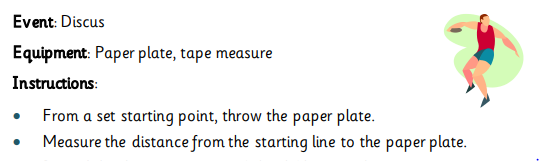 Event: Discus
Equipment: Paper plate, tape measure
Instructions:
• From a set starting point, throw the paper plate.
• Measure the distance from the starting line to the paper plate.